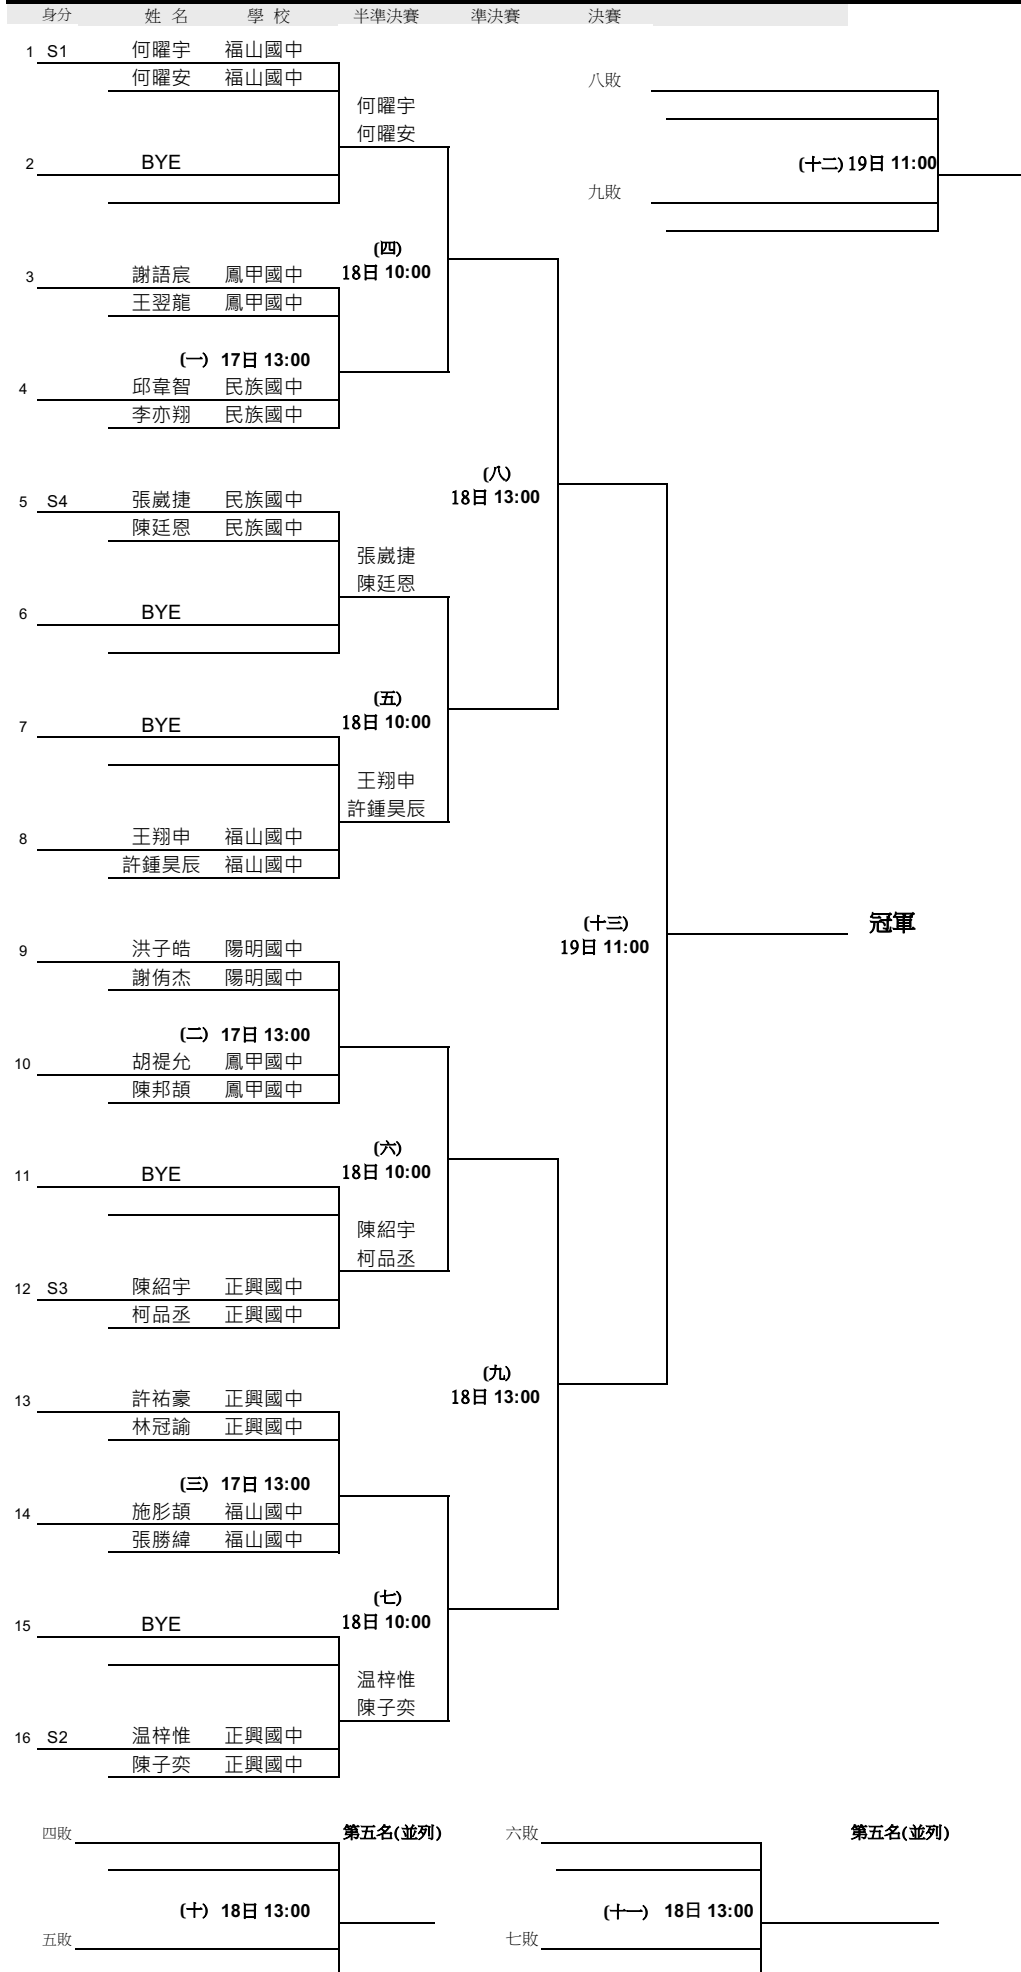 身分 姓 名 學 校 半準決賽 準決賽 決賽
1 S1 何曜宇 福山國中
何曜安 福山國中
八敗
何曜宇
何曜安
2 BYE
(十二) 19日 11:00
九敗
(四)
3 謝語宸 鳳甲國中 18日 10:00
王翌龍 鳳甲國中
(一) 17日 13:00
4 邱韋智 民族國中
李亦翔 民族國中
(八)
5 S4 張崴捷 民族國中 18日 13:00
陳廷恩 民族國中
張崴捷
陳廷恩
6 BYE
(五)
7 BYE 18日 10:00
王翔申
許鍾昊辰
8 王翔申 福山國中
許鍾昊辰 福山國中
(十三) 冠軍
9 洪子皓 陽明國中 19日 11:00
謝侑杰 陽明國中
(二) 17日 13:00
10 胡禔允 鳳甲國中
陳邦頡 鳳甲國中
(六)
11 BYE 18日 10:00
陳紹宇
柯品丞
12 S3 陳紹宇 正興國中
柯品丞 正興國中
(九)
13 許祐豪 正興國中 18日 13:00
林冠諭 正興國中
(三) 17日 13:00
14 施彤頡 福山國中
張勝緯 福山國中
(七)
15 BYE 18日 10:00
温梓惟
陳子奕
16 S2 温梓惟 正興國中
陳子奕 正興國中
四敗 第五名(並列) 六敗 第五名(並列)
(十) 18日 13:00 (十一) 18日 13:00
五敗 七敗